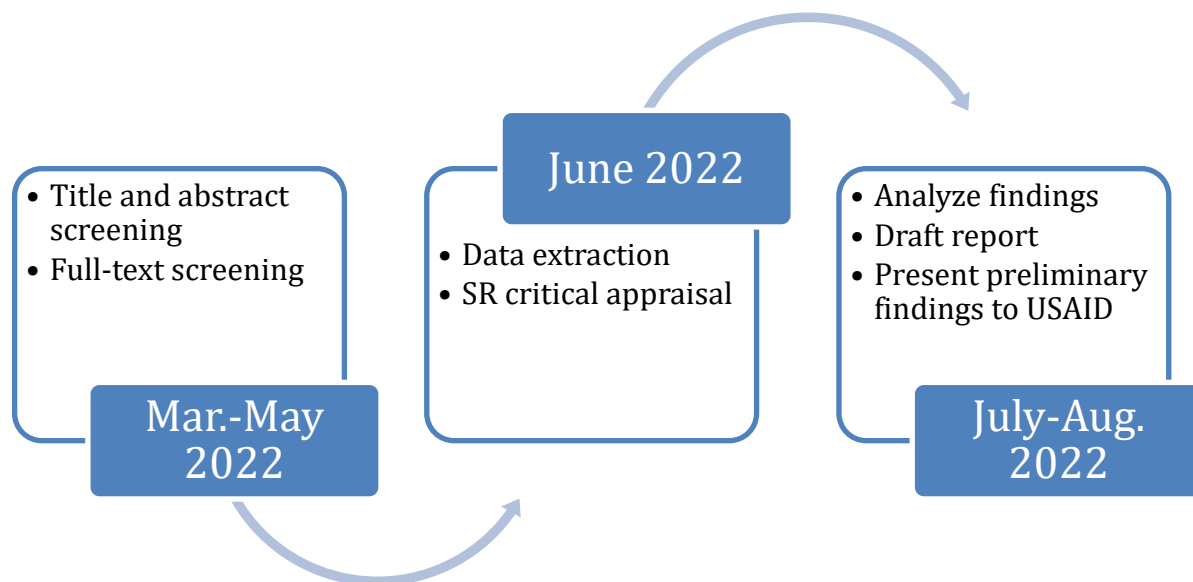 • Title and abstract
screening
• Full-text screening
Mar.-May
2022
June 2022
• Data extraction
• SR critical appraisal
• Analyze findings
• Draft report
• Present preliminary
findings to USAID
July-Aug.
2022